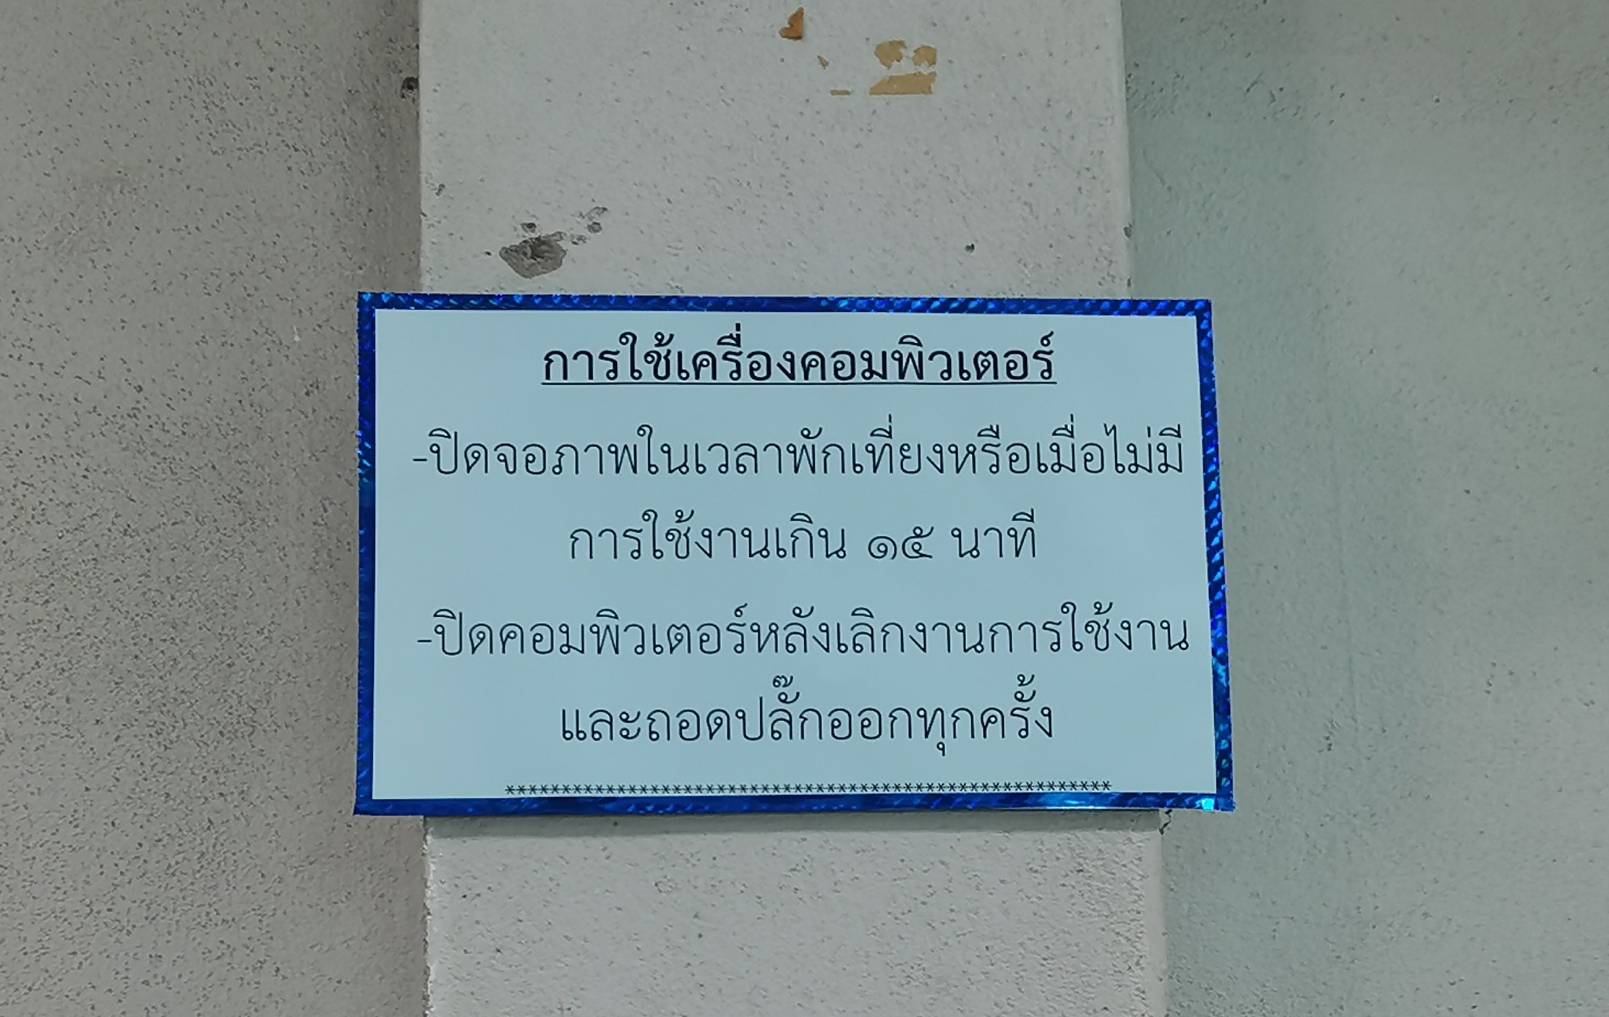 การใช้เครื่องคอมพิวเตอร์
-ปิดจอภาพในเวลาพักเที่ยงหรือเมื่อไม่มี
การใช้งานเกิน ๑๕ นาที
-ปิดคอมพิวเตอร์หลังเลิกงานการใช้งาน
และถอดปลั๊กออกทุกครั้ง
*******************************************************